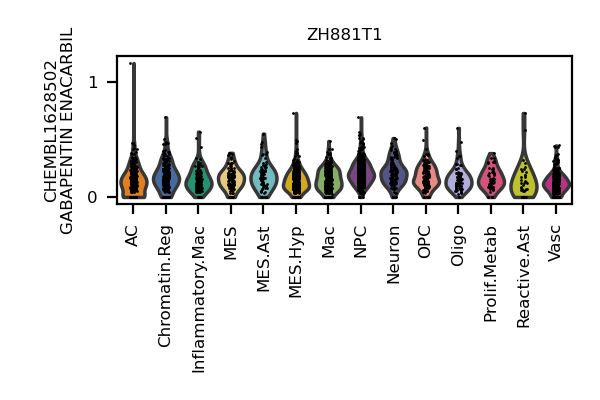 ZH881T1
CHEMBL1628502
GABAPENTIN ENACARBIL
1
0
AC
Chromatin.Reg
Inflammatory.Mac
MES
MES.Ast
MES.Hyp
Mac
NPC
Neuron
OPC
Oligo
Prolif.Metab
Reactive.Ast
Vasc